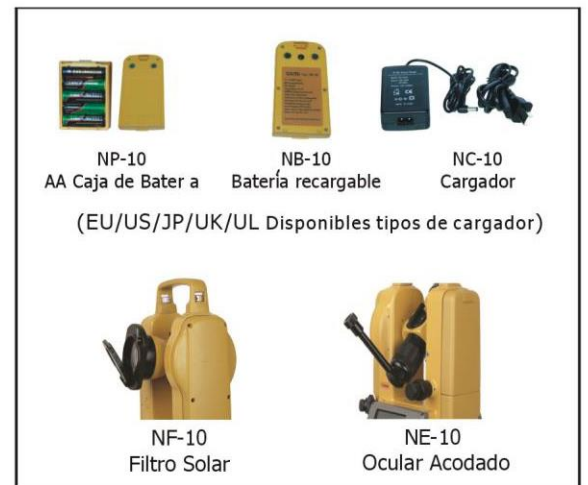 NP-10
AA Caja de Bater a
NB-10
Batería recargable
NC-10
Cargador
(EU/US/JP/UK/UL Disponibles tipos de cargador)
NF-10
Filtro Solar
NE-10
Ocular Acodado